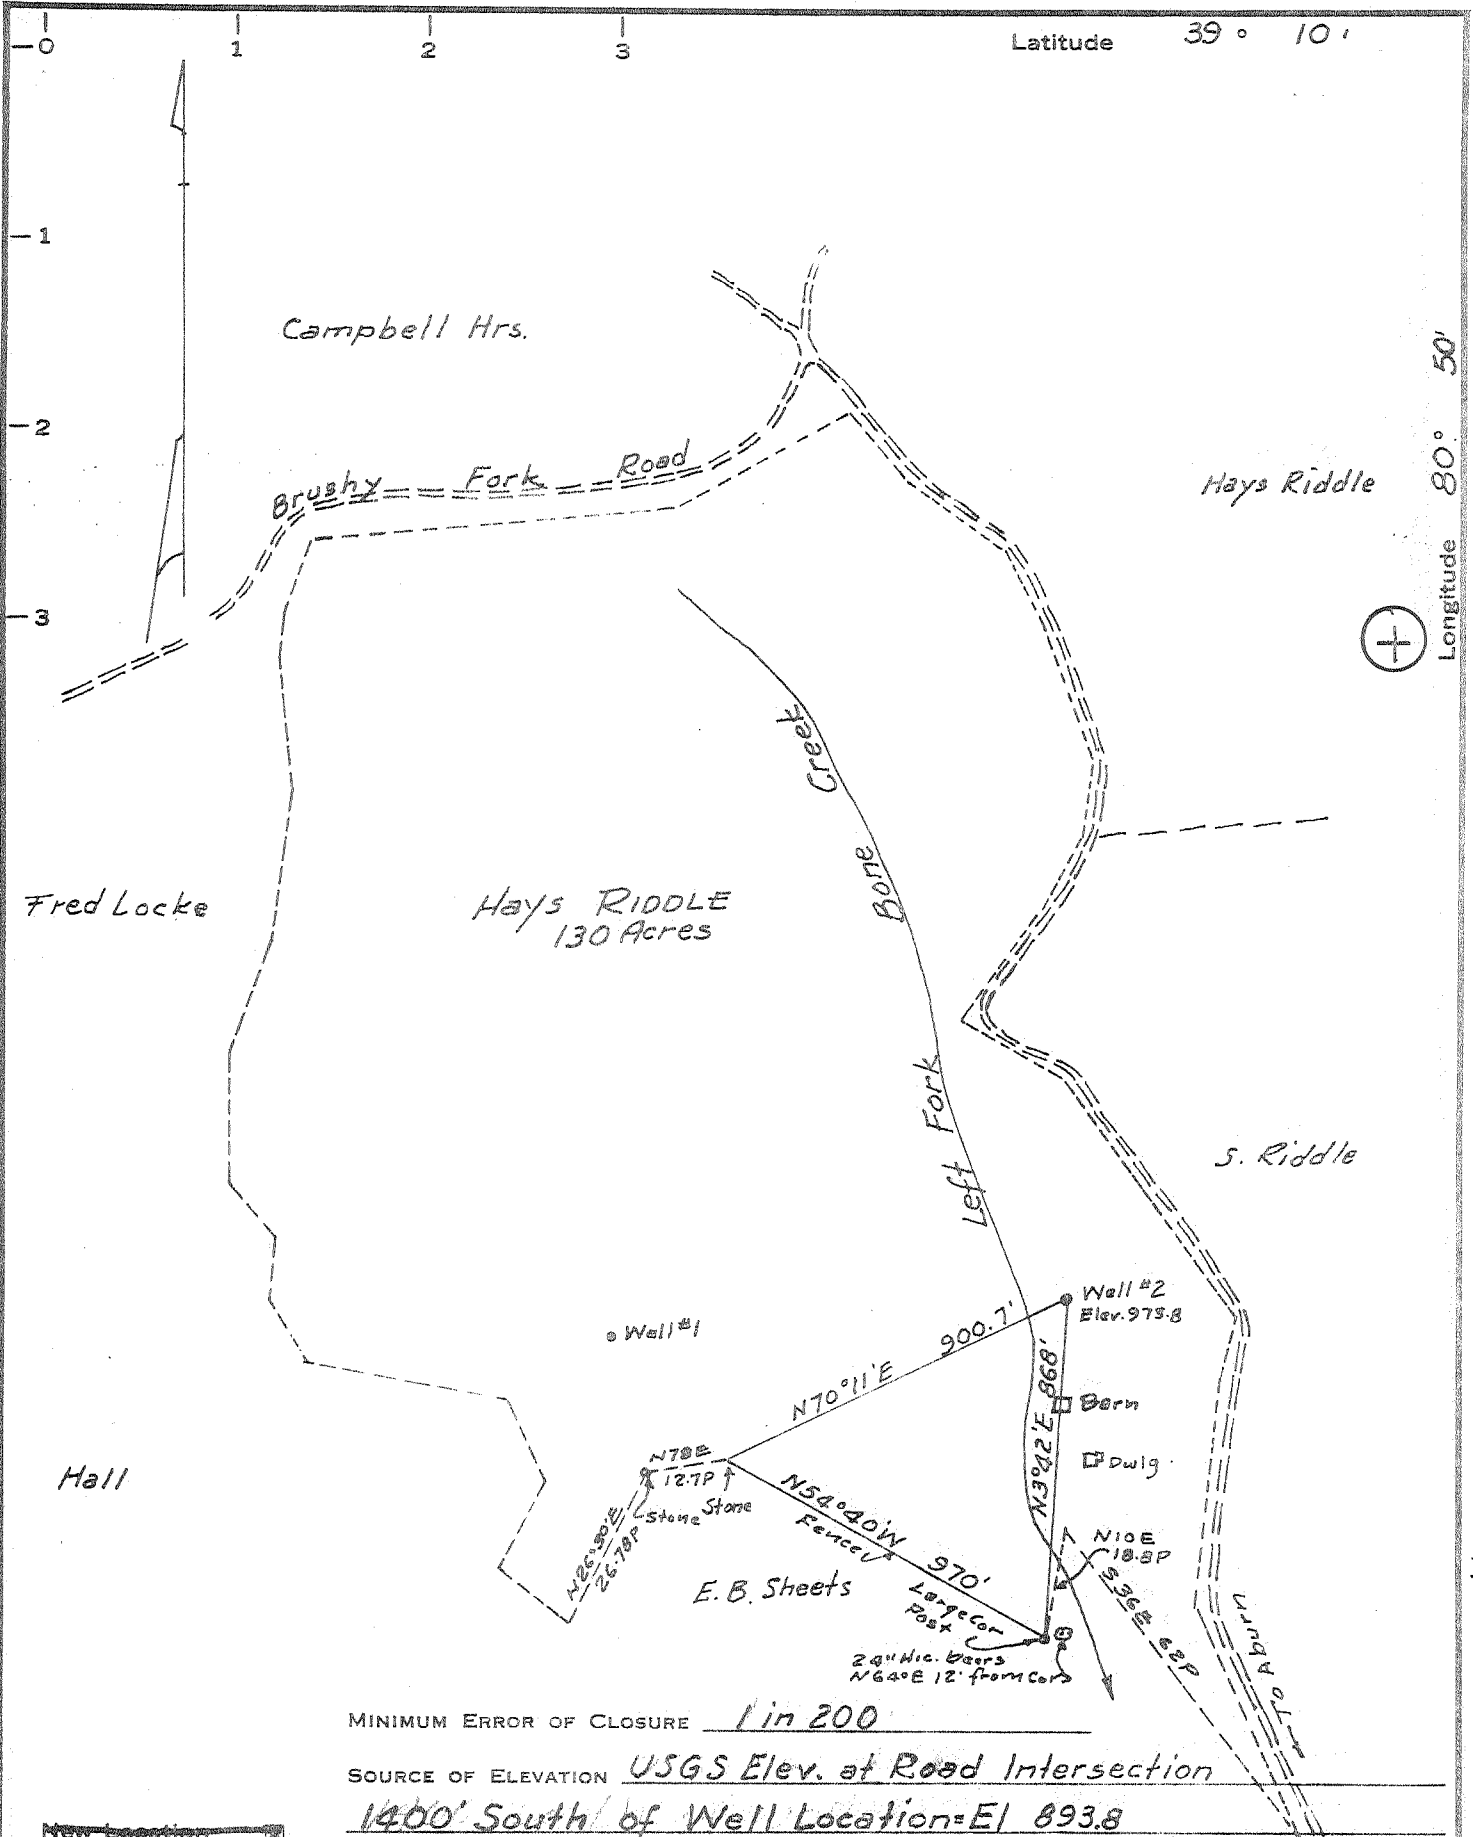 0
1
2
3
Latitude 39° 10'
1
2
3
Campbell Hrs.
Longitude 80° 50'
Brushy Fork Road
Hays Riddle
Creek
Bone
Fork
Left
Fred Locke
Hays RIDDLE
130 Acres
S. Riddle
Well #2
Elev. 973.8
Well #1
N70°11'E 900.7'
N3°42'E 868'
Barn
Dwlg.
Hall
N78E
12.7P
Stone
Stone
N26°30'E
26.78P
N54°40'W 970'
Fence
E.B. Sheets
Large Cor
Post
N10E
18.8P
S36E 62P
24" Hic. bears
N64°E 12' from Cor
To Aburn
MINIMUM ERROR OF CLOSURE 1 in 200
SOURCE OF ELEVATION USGS Elev. at Road Intersection
1400' South of Well Location=El 893.8